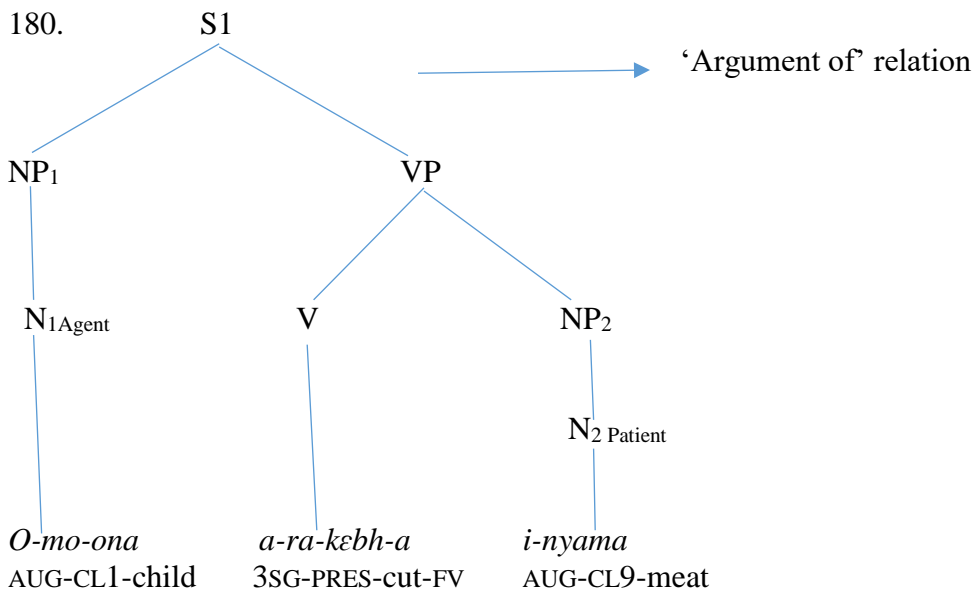 180. S1
‘Argument of’ relation
NP₁ VP
N₁Agent V NP₂
N₂ Patient
O-mo-ona a-ra-kɛbh-a i-nyama
AUG-CL1-child 3SG-PRES-cut-FV AUG-CL9-meat